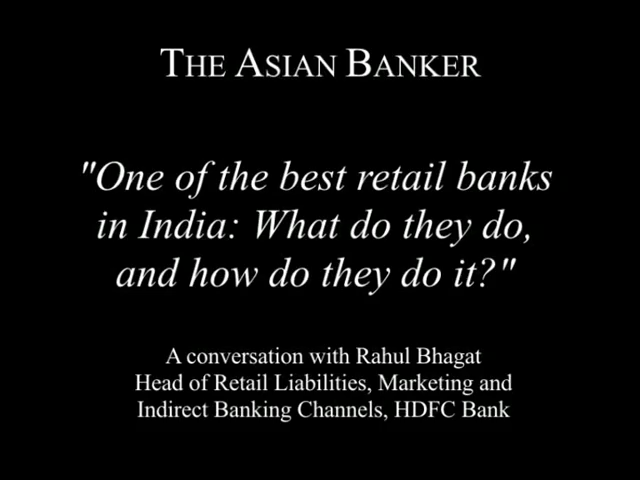 THE ASIAN BANKER
"One of the best retail banks
in India: What do they do,
and how do they do it?"
A conversation with Rahul Bhagat
Head of Retail Liabilities, Marketing and
Indirect Banking Channels, HDFC Bank